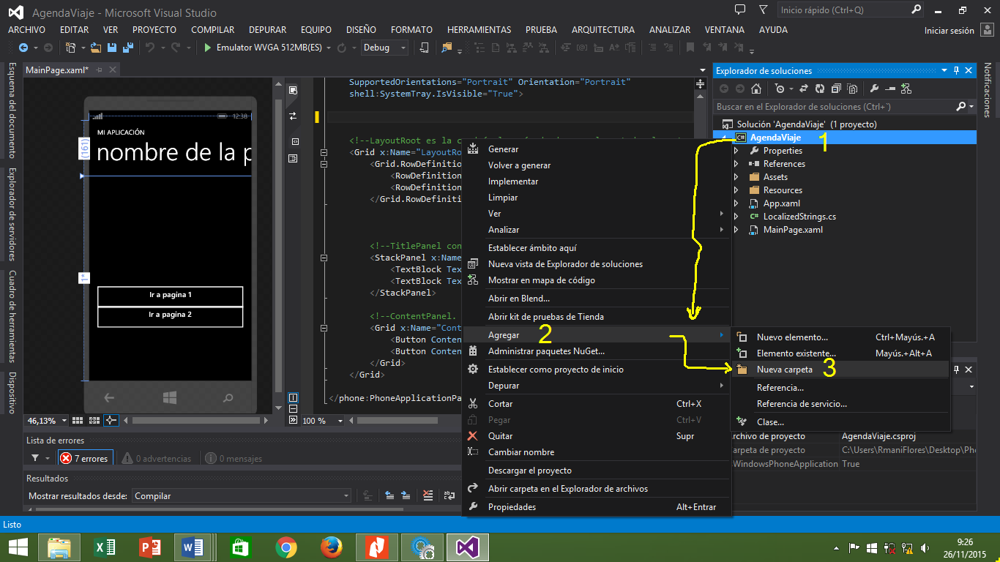 AgendaViaje - Microsoft Visual Studio
Inicio rápido (Ctrl+Q)
ARCHIVO EDITAR VER PROYECTO COMPILAR DEPURAR EQUIPO DISEÑO FORMATO HERRAMIENTAS PRUEBA ARQUITECTURA ANALIZAR VENTANA AYUDA
Iniciar sesión
Emulator WVGA 512MB(ES)
Debug
Esquema del documento
Explorador de servidores
Cuadro de herramientas
Dispositivo
MainPage.xaml*
12:38
MI APLICACIÓN
nombre de la p
(161)
1*
Ir a pagina 1
Ir a pagina 2
46,13%
SupportedOrientations="Portrait" Orientation="Portrait"
shell:SystemTray.IsVisible="True">
<!--LayoutRoot es la
<Grid x:Name="LayoutRo
<Grid.RowDefinition
<RowDefinition
<RowDefinition
</Grid.RowDefinition
<!--TitlePanel con
<StackPanel x:Name
<TextBlock Tex
<TextBlock Tex
</StackPanel>
<!--ContentPanel.
<Grid x:Name="Cont
<Button Conten
<Button Conten
</Grid>
</Grid>
</phone:PhoneApplicationPa
100 %
Generar
Volver a generar
Implementar
Limpiar
Ver
Analizar
Establecer ámbito aquí
Nueva vista de Explorador de soluciones
Mostrar en mapa de código
Abrir en Blend...
Abrir kit de pruebas de Tienda
Agregar 2
Administrar paquetes NuGet...
Establecer como proyecto de inicio
Depurar
Cortar Ctrl+X
Pegar Ctrl+V
Quitar Supr
Cambiar nombre
Descargar el proyecto
Abrir carpeta en el Explorador de archivos
Propiedades Alt+Entrar
Nuevo elemento... Ctrl+Mayús.+A
Elemento existente... Mayús.+Alt+A
Nueva carpeta 3
Referencia...
Referencia de servicio...
Clase...
Explorador de soluciones
Buscar en el Explorador de soluciones (Ctrl+´)
Solución 'AgendaViaje' (1 proyecto)
C# AgendaViaje 1
Properties
References
Assets
Resources
App.xaml
C# LocalizedStrings.cs
MainPage.xaml
Notificaciones
rchivo de proyecto AgendaViaje.csproj
arpeta de proyecto C:\Users\RmaniFlores\Desktop\Pho
WindowsPhoneApplication True
Lista de errores
7 errores 0 advertencias 0 mensajes
Resultados
Mostrar resultados desde: Compilar
Listo
9:26
26/11/2015